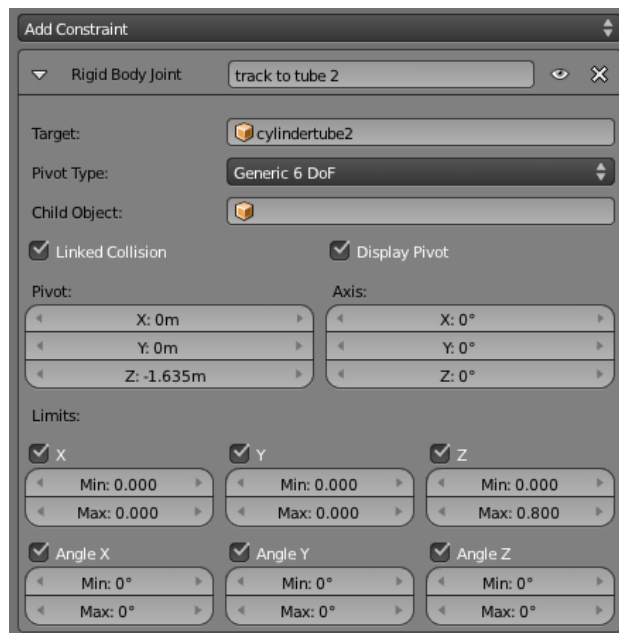 Add Constraint
Rigid Body Joint track to tube 2
Target: cylindertube2
Pivot Type: Generic 6 DoF
Child Object:
Linked Collision Display Pivot
Pivot: Axis:
X: 0m X: 0°
Y: 0m Y: 0°
Z: -1.635m Z: 0°
Limits:
X Y Z
Min: 0.000 Min: 0.000 Min: 0.000
Max: 0.000 Max: 0.000 Max: 0.800
Angle X Angle Y Angle Z
Min: 0° Min: 0° Min: 0°
Max: 0° Max: 0° Max: 0°